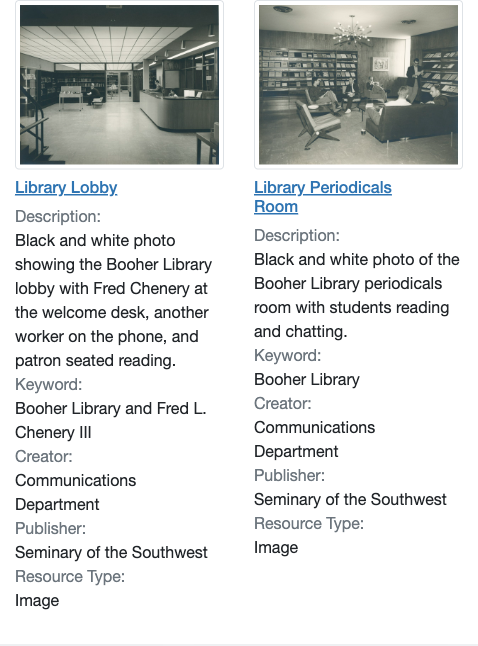 Library Lobby
Description:
Black and white photo
showing the Booher Library
lobby with Fred Chenery at
the welcome desk, another
worker on the phone, and
patron seated reading.
Keyword:
Booher Library and Fred L.
Chenery III
Creator:
Communications
Department
Publisher:
Seminary of the Southwest
Resource Type:
Image
Library Periodicals
Room
Description:
Black and white photo of the
Booher Library periodicals
room with students reading
and chatting.
Keyword:
Booher Library
Creator:
Communications
Department
Publisher:
Seminary of the Southwest
Resource Type:
Image